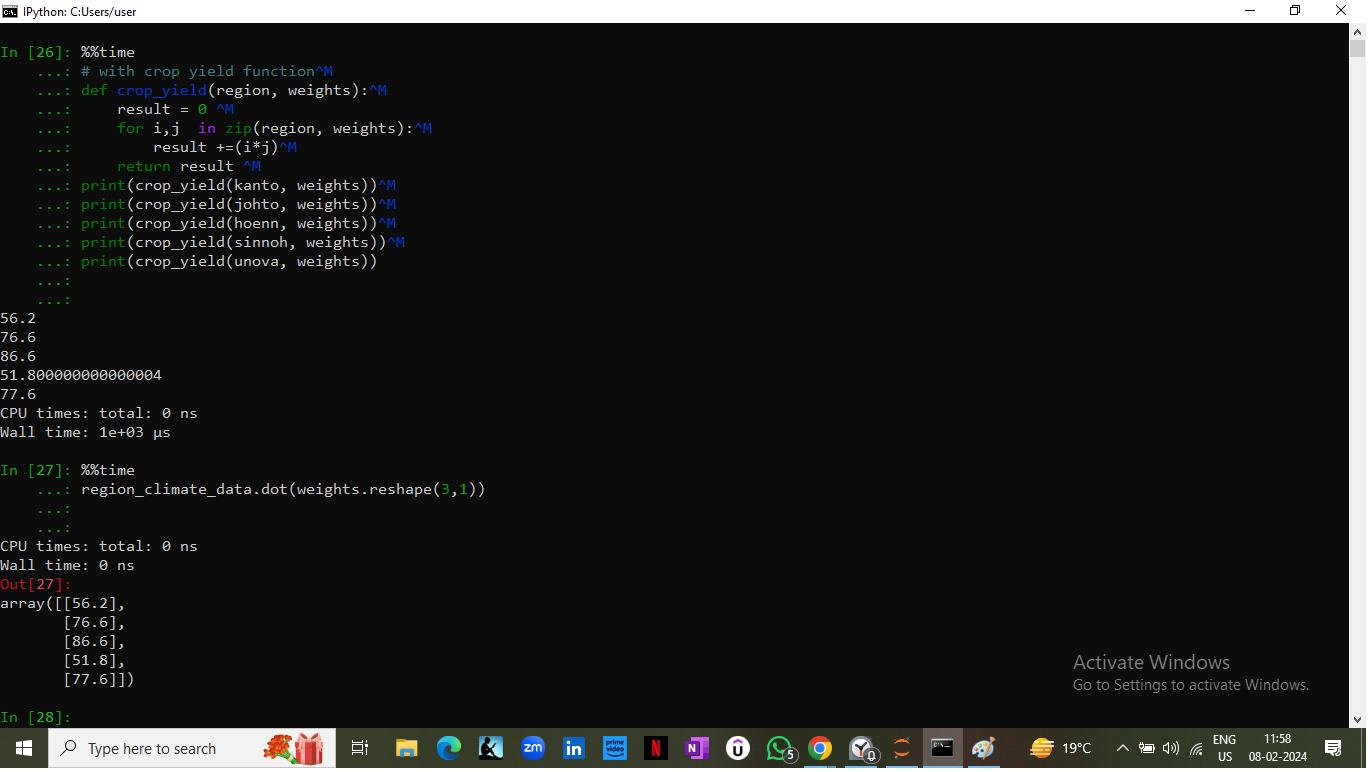 IPython: C:Users/user
In [26]: %%time
...: # with crop yield function^M
...: def crop_yield(region, weights):^M
...:     result = 0 ^M
...:     for i,j  in zip(region, weights):^M
...:         result +=(i*j)^M
...:     return result ^M
...: print(crop_yield(kanto, weights))^M
...: print(crop_yield(johto, weights))^M
...: print(crop_yield(hoenn, weights))^M
...: print(crop_yield(sinnoh, weights))^M
...: print(crop_yield(unova, weights))
...:
...:
56.2
76.6
86.6
51.800000000000004
77.6
CPU times: total: 0 ns
Wall time: 1e+03 µs
In [27]: %%time
...: region_climate_data.dot(weights.reshape(3,1))
...:
...:
CPU times: total: 0 ns
Wall time: 0 ns
Out[27]:
array([[56.2],
[76.6],
[86.6],
[51.8],
[77.6]])
In [28]:
Activate Windows
Go to Settings to activate Windows.
Type here to search
zm
in
prime video
N
N
U
5
19°C
ENG
US
11:58
08-02-2024